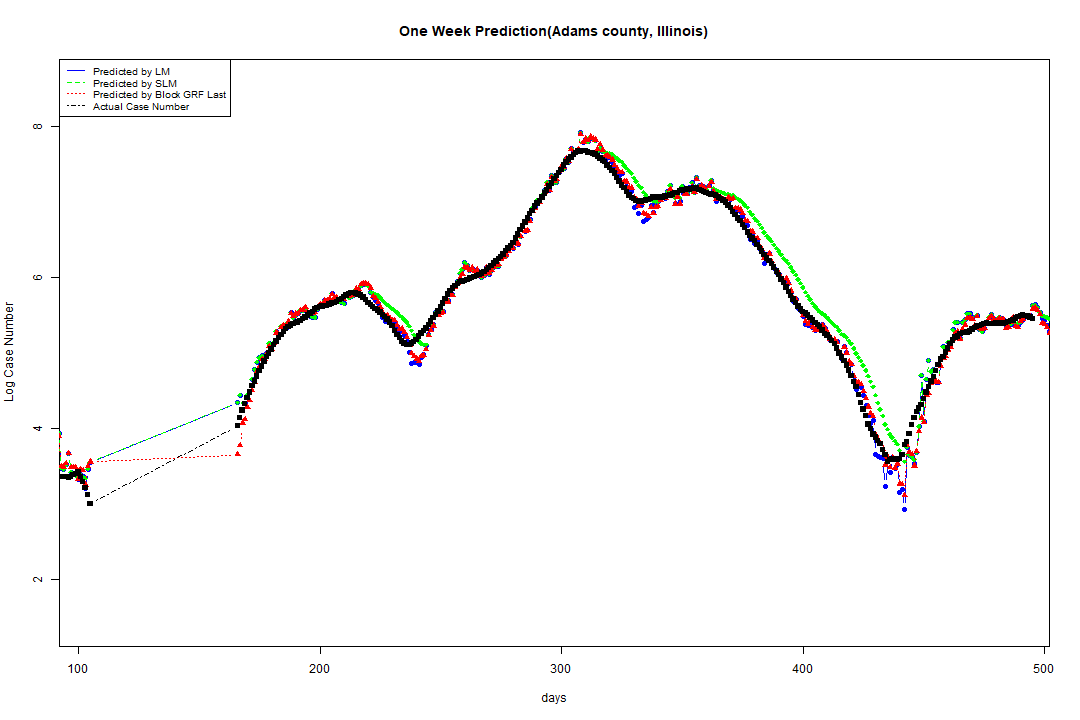 One Week Prediction(Adams county, Illinois)
Predicted by LM
Predicted by SLM
Predicted by Block GRF Last
Actual Case Number
Log Case Number
8
6
4
2
100 200 300 400 500
days